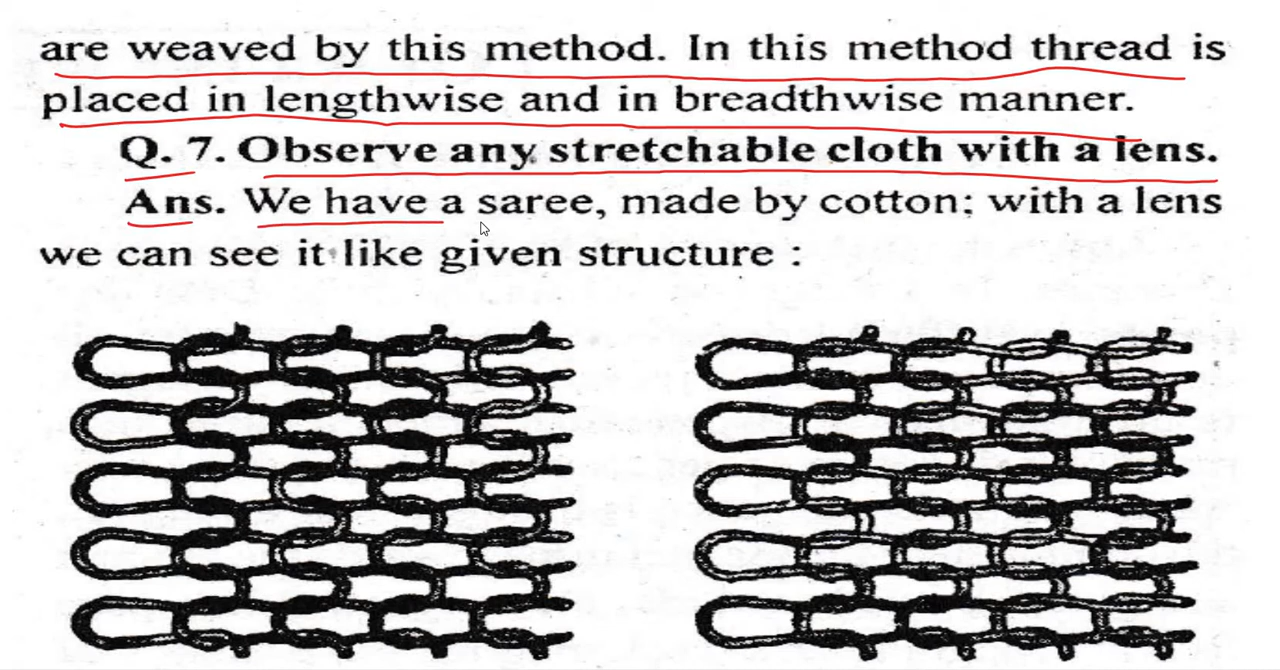 are weaved by this method. In this method thread is
placed in lengthwise and in breadthwise manner.
Q. 7. Observe any stretchable cloth with a lens.
Ans. We have a saree, made by cotton; with a lens
we can see it like given structure :